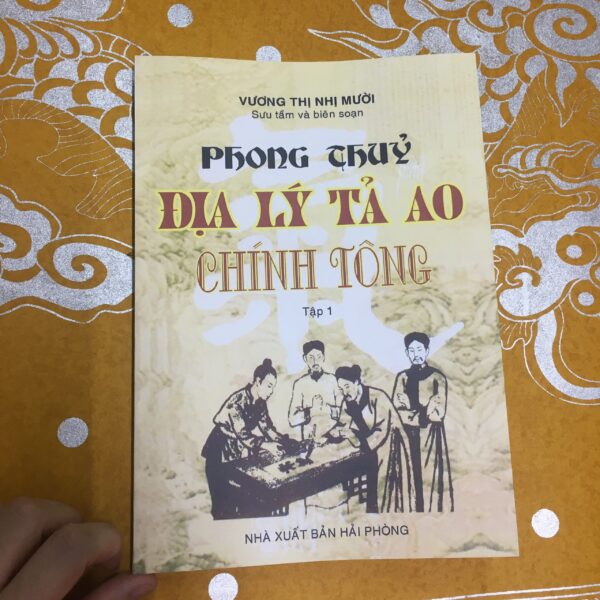 VƯƠNG THỊ NHỊ MƯỜI
Sưu tầm và biên soạn
PHONG THUỶ
ĐỊA LÝ TẢ AO
CHÍNH TÔNG
Tập 1
NHÀ XUẤT BẢN HẢI PHÒNG